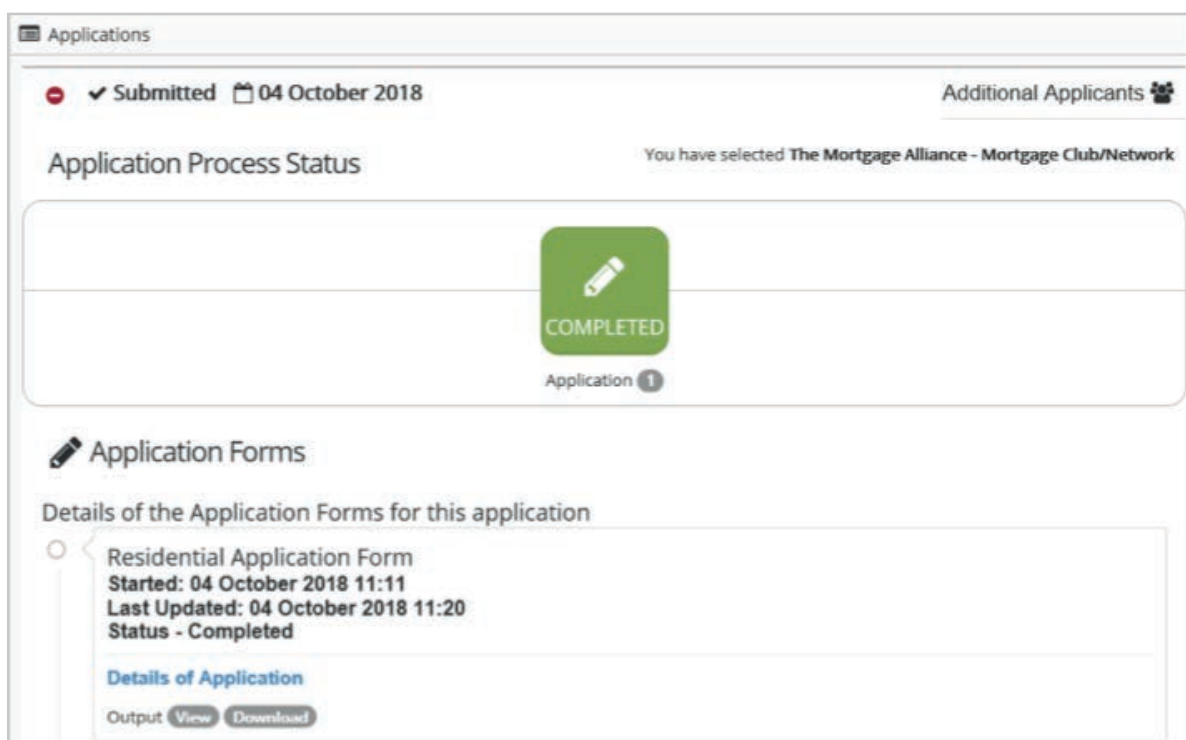 Applications
Submitted 04 October 2018
Additional Applicants
Application Process Status
You have selected The Mortgage Alliance - Mortgage Club/Network
COMPLETED
Application 1
Application Forms
Details of the Application Forms for this application
Residential Application Form
Started: 04 October 2018 11:11
Last Updated: 04 October 2018 11:20
Status - Completed
Details of Application
Output View Download